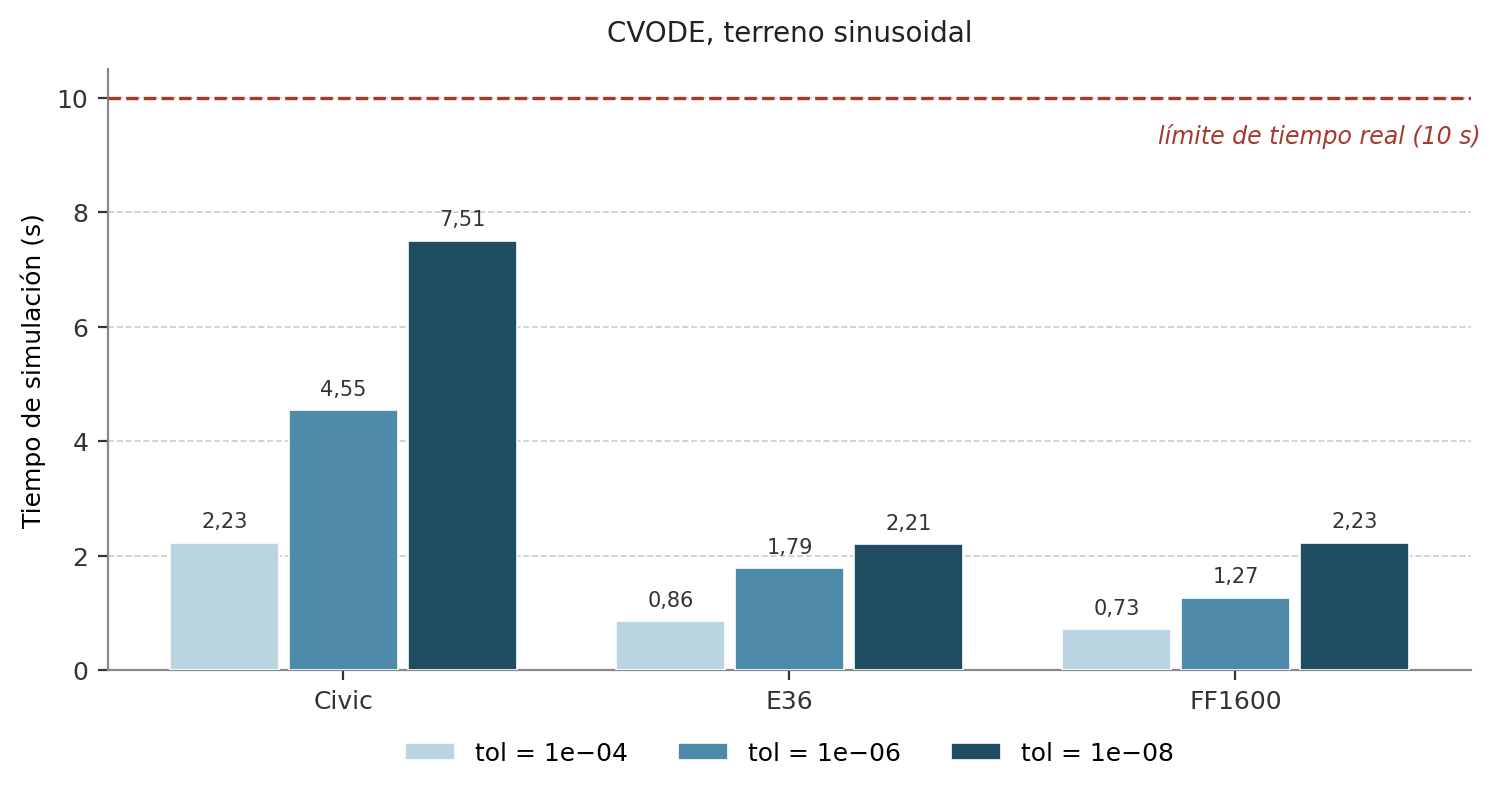 CVODE, terreno sinusoidal
Tiempo de simulación (s)
10
8
6
4
2
0
límite de tiempo real (10 s)
2,23
4,55
7,51
0,86
1,79
2,21
0,73
1,27
2,23
Civic
E36
FF1600
tol = 1e−04
tol = 1e−06
tol = 1e−08